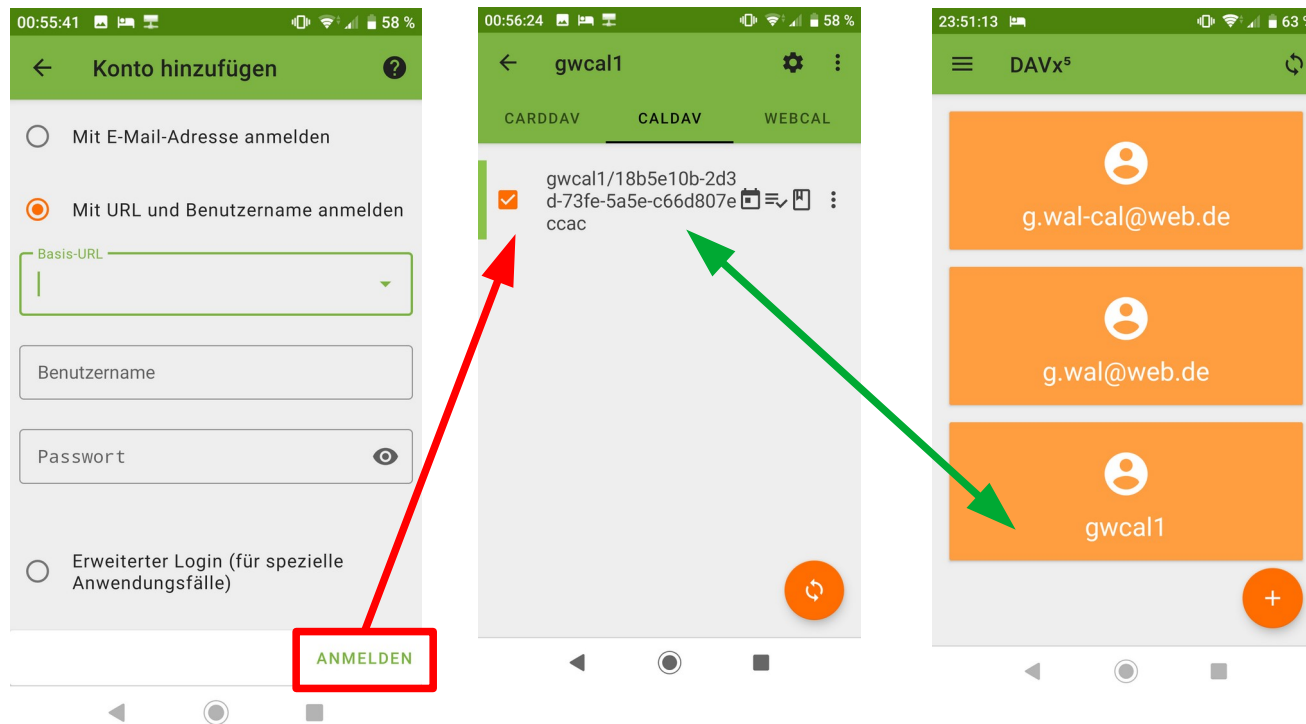 00:55:41
58 %
Konto hinzufügen
Mit E-Mail-Adresse anmelden
Mit URL und Benutzername anmelden
Basis-URL
Benutzername
Passwort
Erweiterter Login (für spezielle
Anwendungsfälle)
ANMELDEN
00:56:24
58 %
gwcal1
CARDDAV
CALDAV
WEBCAL
gwcal1/18b5e10b-2d3
d-73fe-5a5e-c66d807e
ccac
23:51:13
63 %
DAVx⁵
g.wal-cal@web.de
g.wal@web.de
gwcal1